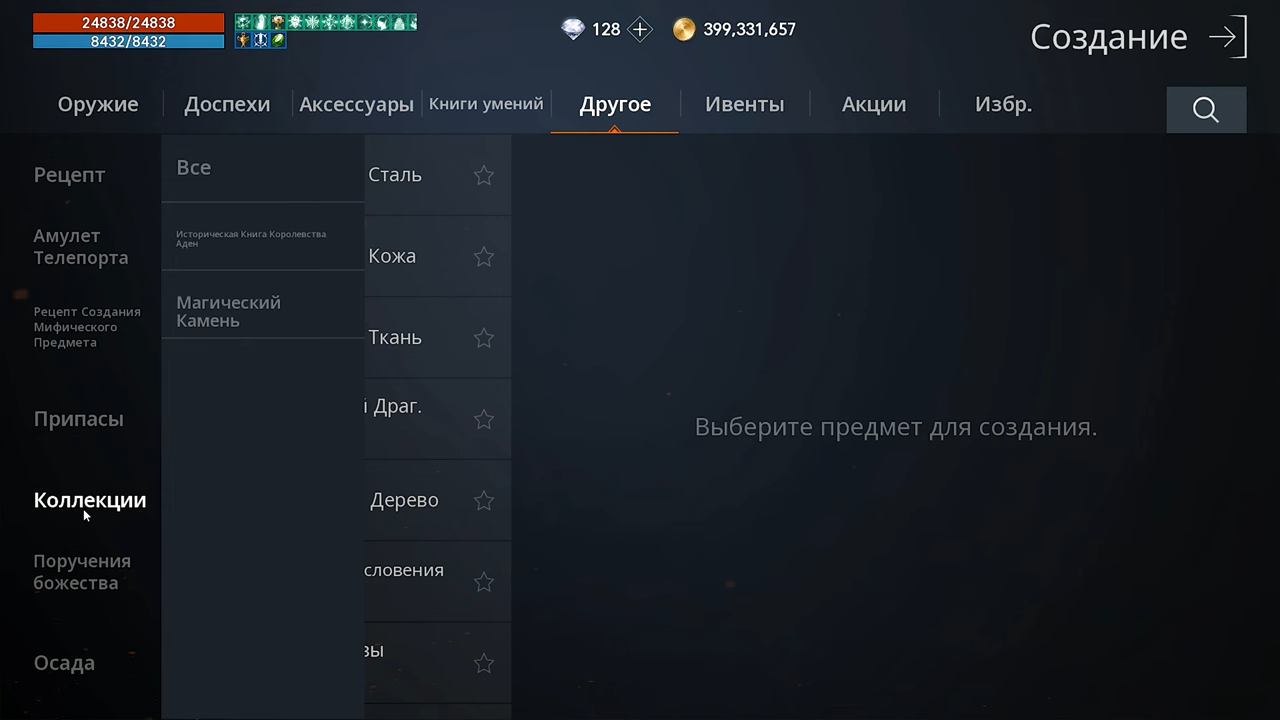 24838/24838
8432/8432
128
399,331,657
Создание
Оружие
Доспехи
Аксессуары
Книги умений
Другое
Ивенты
Акции
Избр.
Рецепт
Амулет
Телепорта
Рецепт Создания
Мифического
Предмета
Припасы
Коллекции
Поручения
божества
Осада
Все
Историческая Книга Королевства
Аден
Магический
Камень
Сталь
Кожа
Ткань
й Драг.
Дерево
словения
вы
Выберите предмет для создания.